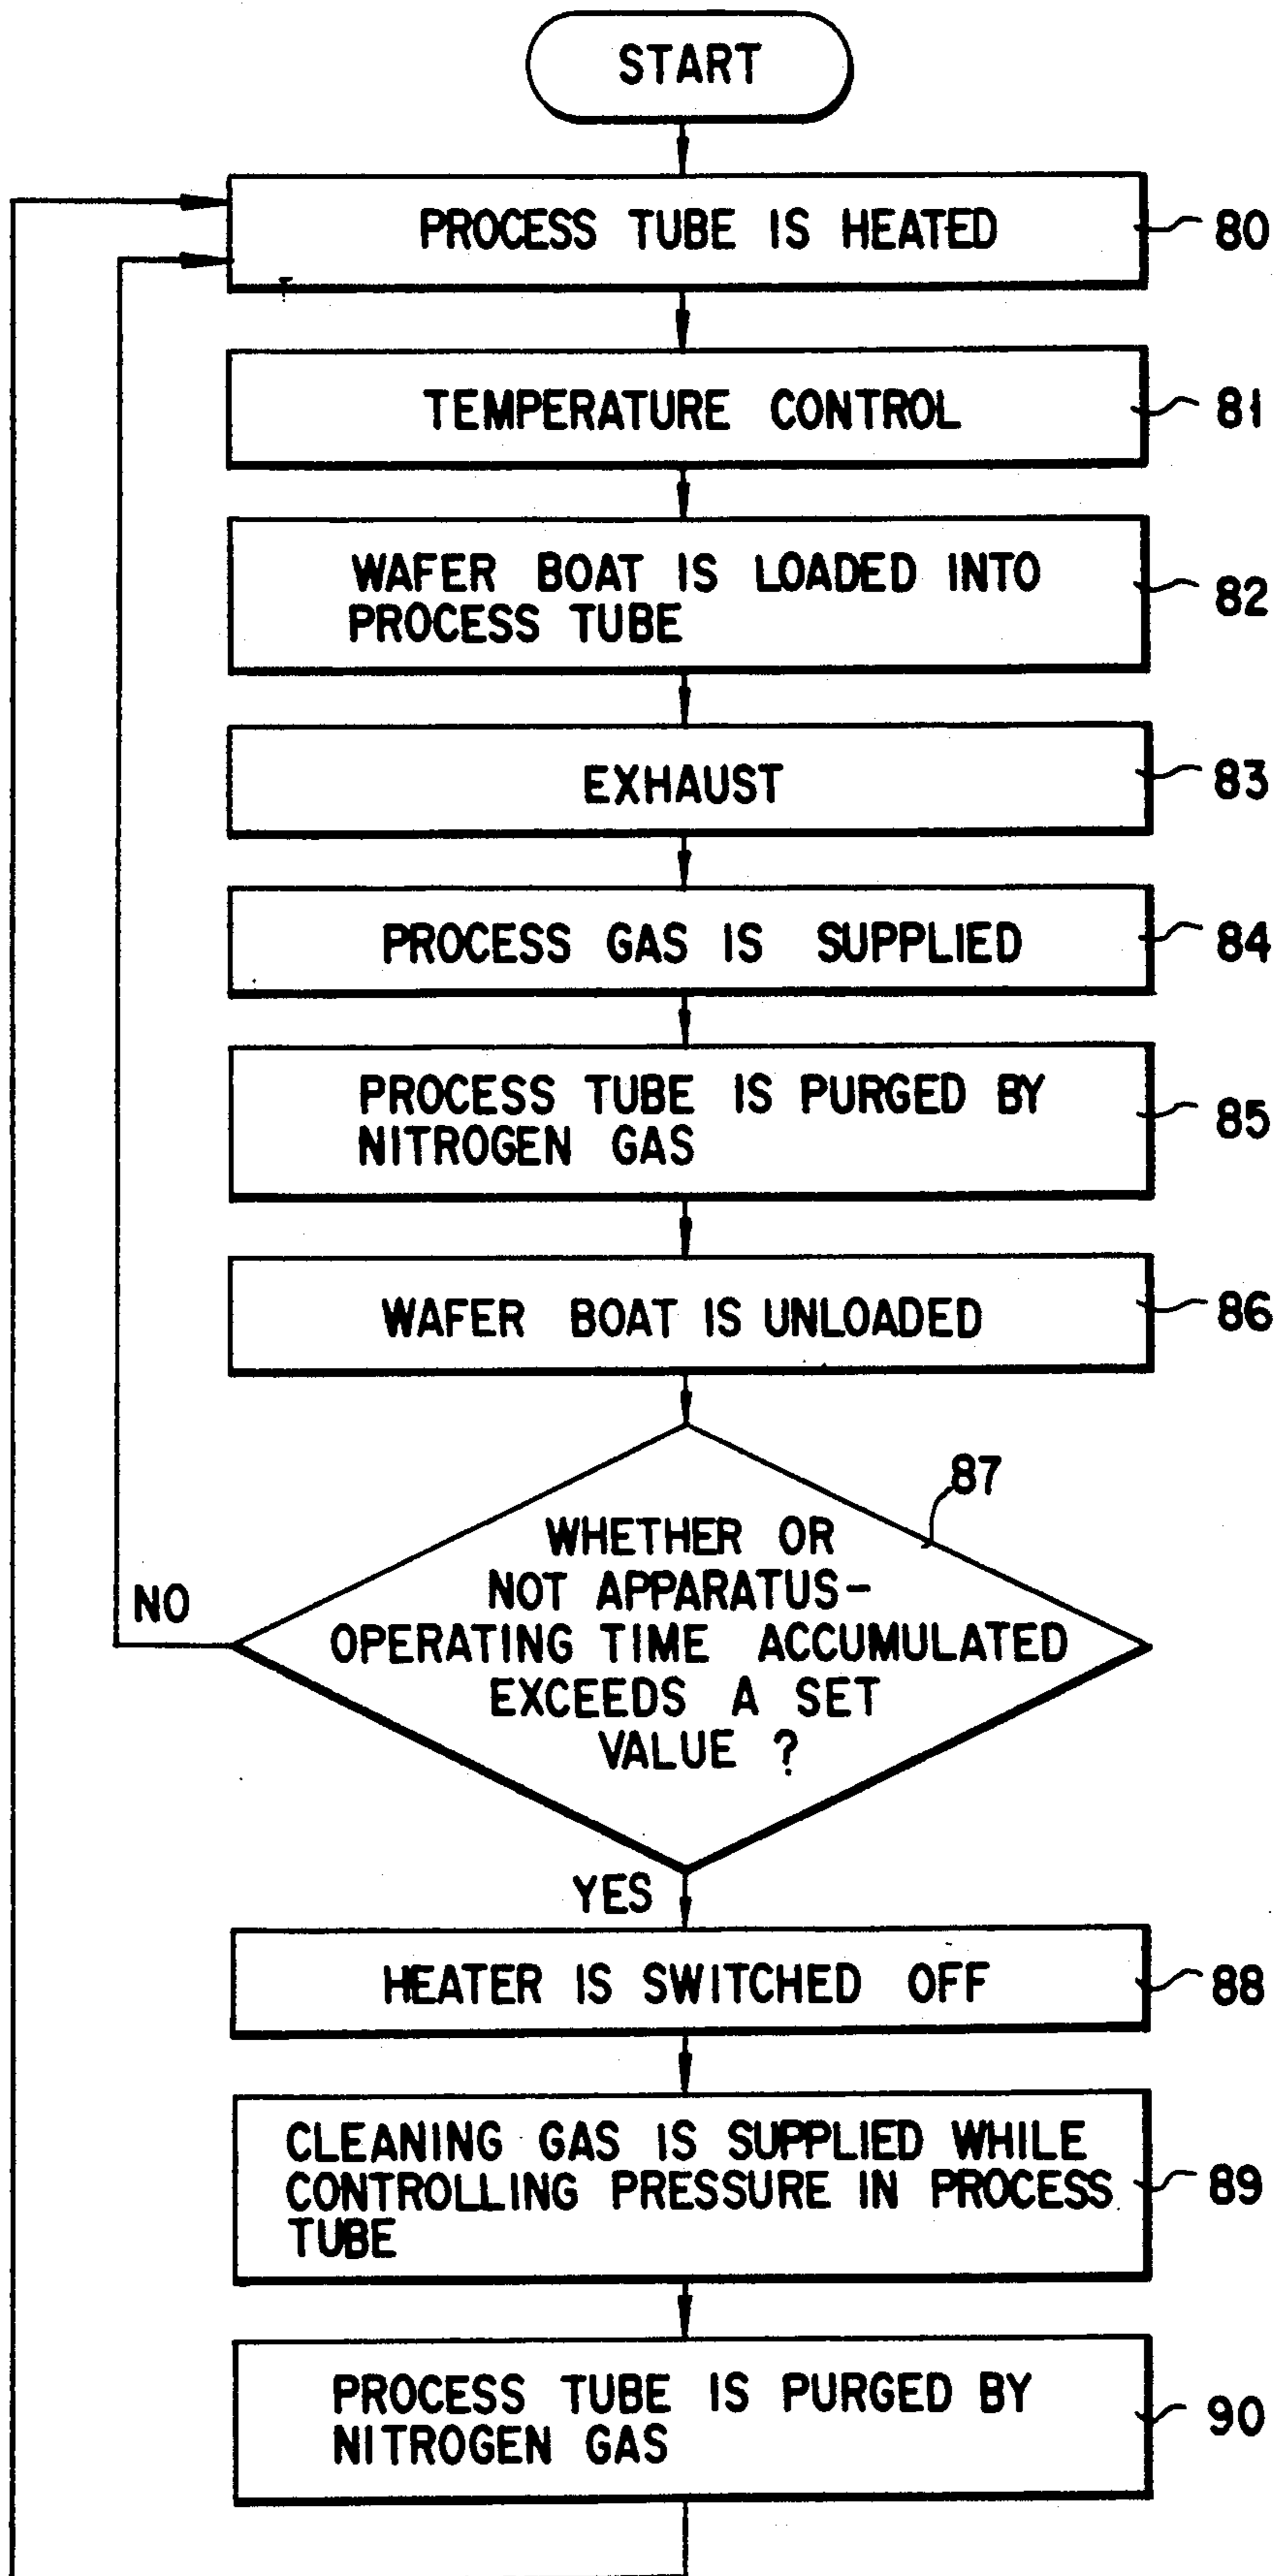 START
PROCESS TUBE IS HEATED
80
TEMPERATURE CONTROL
81
WAFER BOAT IS LOADED INTO
PROCESS TUBE
82
EXHAUST
83
PROCESS GAS IS SUPPLIED
84
PROCESS TUBE IS PURGED BY
NITROGEN GAS
85
WAFER BOAT IS UNLOADED
86
87
WHETHER OR
NOT APPARATUS-
OPERATING TIME ACCUMULATED
EXCEEDS A SET
VALUE ?
NO
YES
HEATER IS SWITCHED OFF
88
CLEANING GAS IS SUPPLIED WHILE
CONTROLLING PRESSURE IN PROCESS
TUBE
89
PROCESS TUBE IS PURGED BY
NITROGEN GAS
90